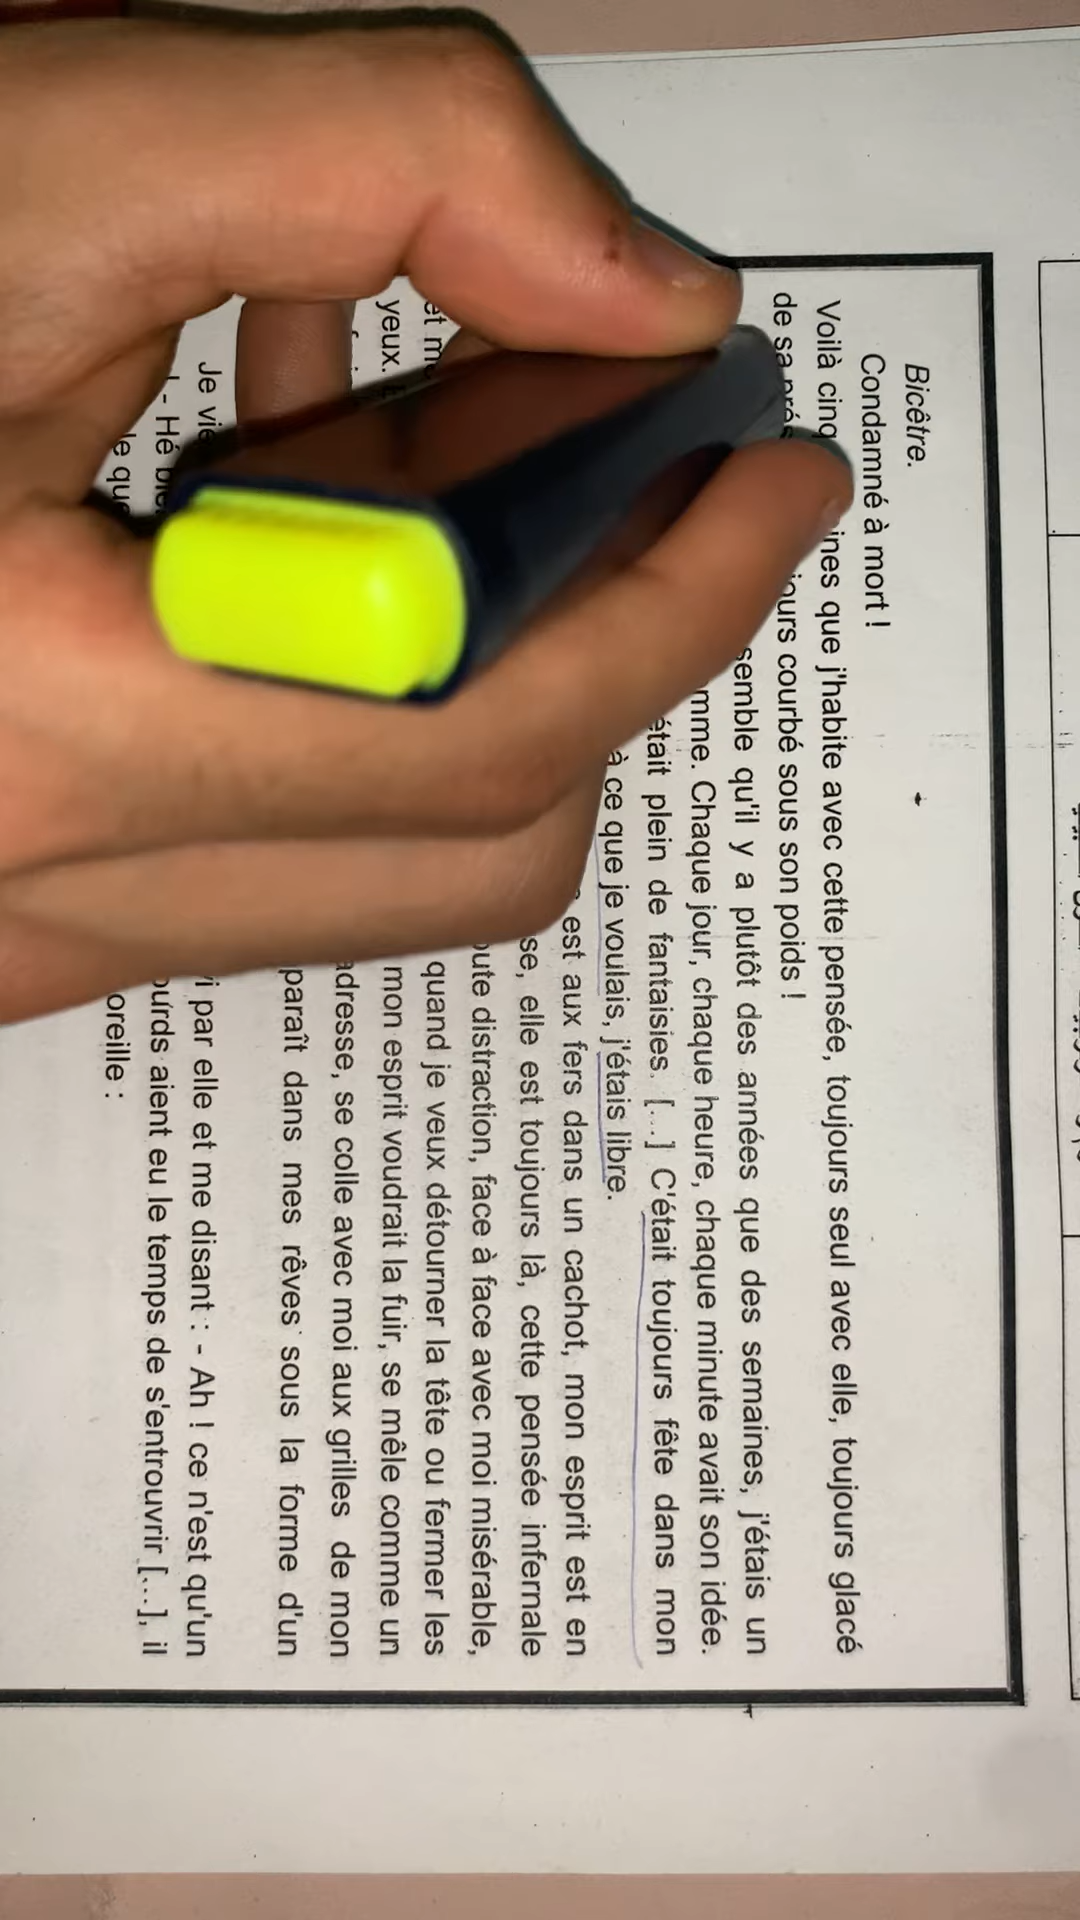 Bicêtre.
Condamné à mort !
Voilà cinq ines que j'habite avec cette pensée, toujours seul avec elle, toujours glacé
de sa prés jours courbé sous son poids !
semble qu'il y a plutôt des années que des semaines, j'étais un
mme. Chaque jour, chaque heure, chaque minute avait son idée.
était plein de fantaisies. [...] C'était toujours fête dans mon
à ce que je voulais, j'étais libre.
est aux fers dans un cachot, mon esprit est en
se, elle est toujours là, cette pensée infernale
oute distraction, face à face avec moi misérable,
et m quand je veux détourner la tête ou fermer les
yeux. mon esprit voudrait la fuir, se mêle comme un
adresse, se colle avec moi aux grilles de mon
paraît dans mes rêves sous la forme d'un
Je vie vi par elle et me disant : - Ah ! ce n'est qu'un
! - Hé bie ourds aient eu le temps de s'entrouvrir [...], il
le que oreille :